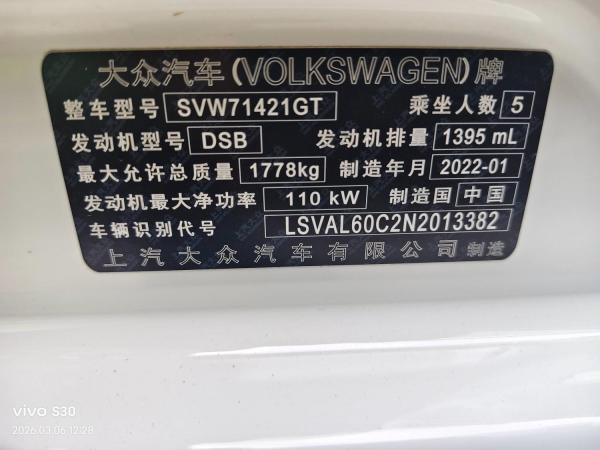 大众汽车(VOLKSWAGEN)牌
整车型号 SVW71421GT 乘坐人数 5
发动机型号 DSB 发动机排量 1395 mL
最大允许总质量 1778kg 制造年月 2022-01
发动机最大净功率 110 kW 制造国 中国
车辆识别代号 LSVAL60C2N2013382
上汽大众汽车有限公司 制造
vivo S30
2026.03.06 12:28